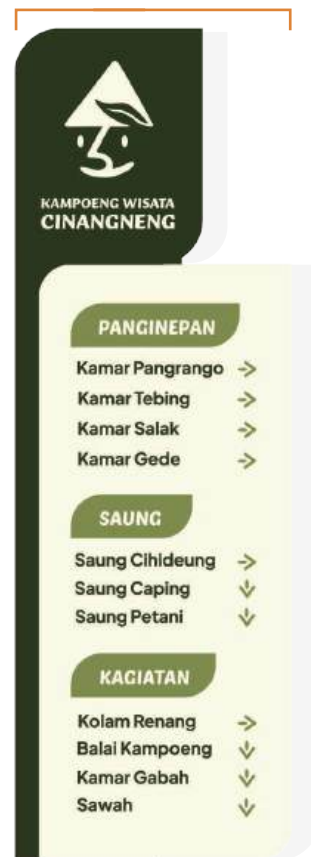 KAMPOENG WISATA
CINANGNENG
PANGINEPAN
Kamar Pangrango
Kamar Tebing
Kamar Salak
Kamar Gede
SAUNG
Saung Cihideung
Saung Caping
Saung Petani
KAGIATAN
Kolam Renang
Balai Kampoeng
Kamar Gabah
Sawah